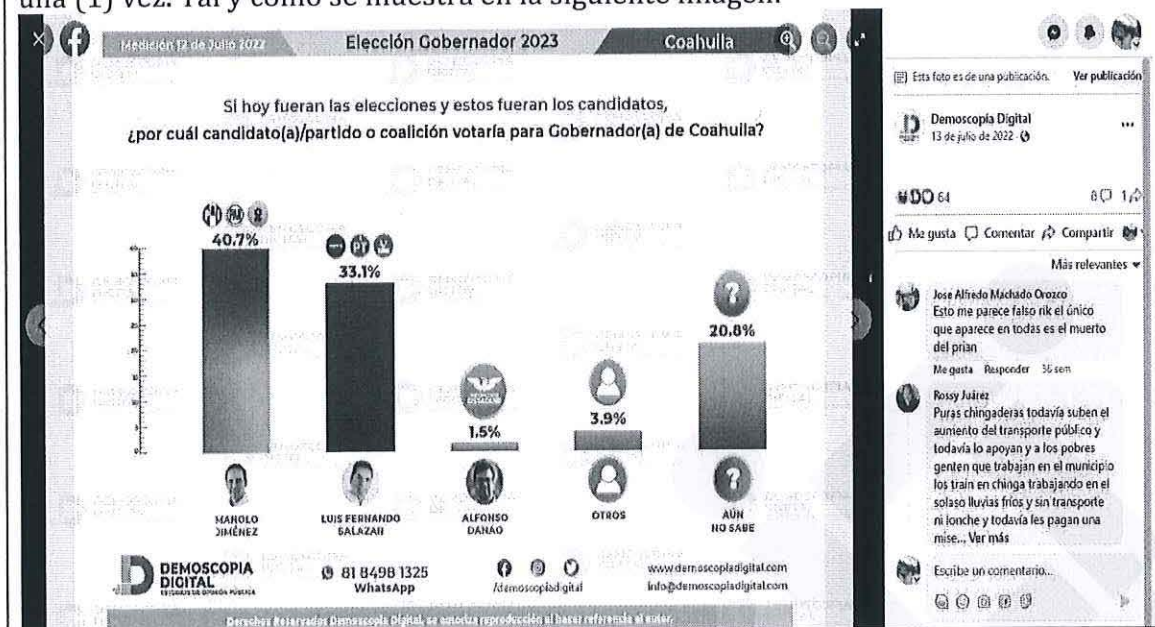 una (1) vez. Tal y como se muestra en la siguiente imagen:
Medición 12 de Julio 2022
Elección Gobernador 2023
Coahuila
Si hoy fueran las elecciones y estos fueran los candidatos,
¿por cuál candidato(a)/partido o coalición votaría para Gobernador(a) de Coahuila?
40.7%
33.1%
1.5%
3.9%
20.8%
MANOLO
JIMÉNEZ
LUIS FERNANDO
SALAZAR
ALFONSO
DANAO
OTROS
AÚN
NO SABE
DEMOSCOPIA
DIGITAL
ESTUDIOS DE OPINIÓN PÚBLICA
81 8498 1325
WhatsApp
/demoscopiadigital
www.demoscopiadigital.com
info@demoscopiadigital.com
Derechos Reservados Demoscopia Digital, se autoriza reproducción al hacer referencia al autor.
Esta foto es de una publicación. Ver publicación
Demoscopia Digital
13 de julio de 2022
64 8 1
Me gusta Comentar Compartir
Más relevantes
Jose Alfredo Machado Orozco
Esto me parece falso nk el único
que aparece en todas es el muerto
del prian
Me gusta Responder 36 sem
Rossy Juárez
Puras chingaderas todavía suben el
aumento del transporte público y
todavía lo apoyan y a los pobres
genten que trabajan en el municipio
los train en chinga trabajando en el
solaso lluvias fríos y sin transporte
ni lonche y todavía les pagan una
mise... Ver más
Escribe un comentario...